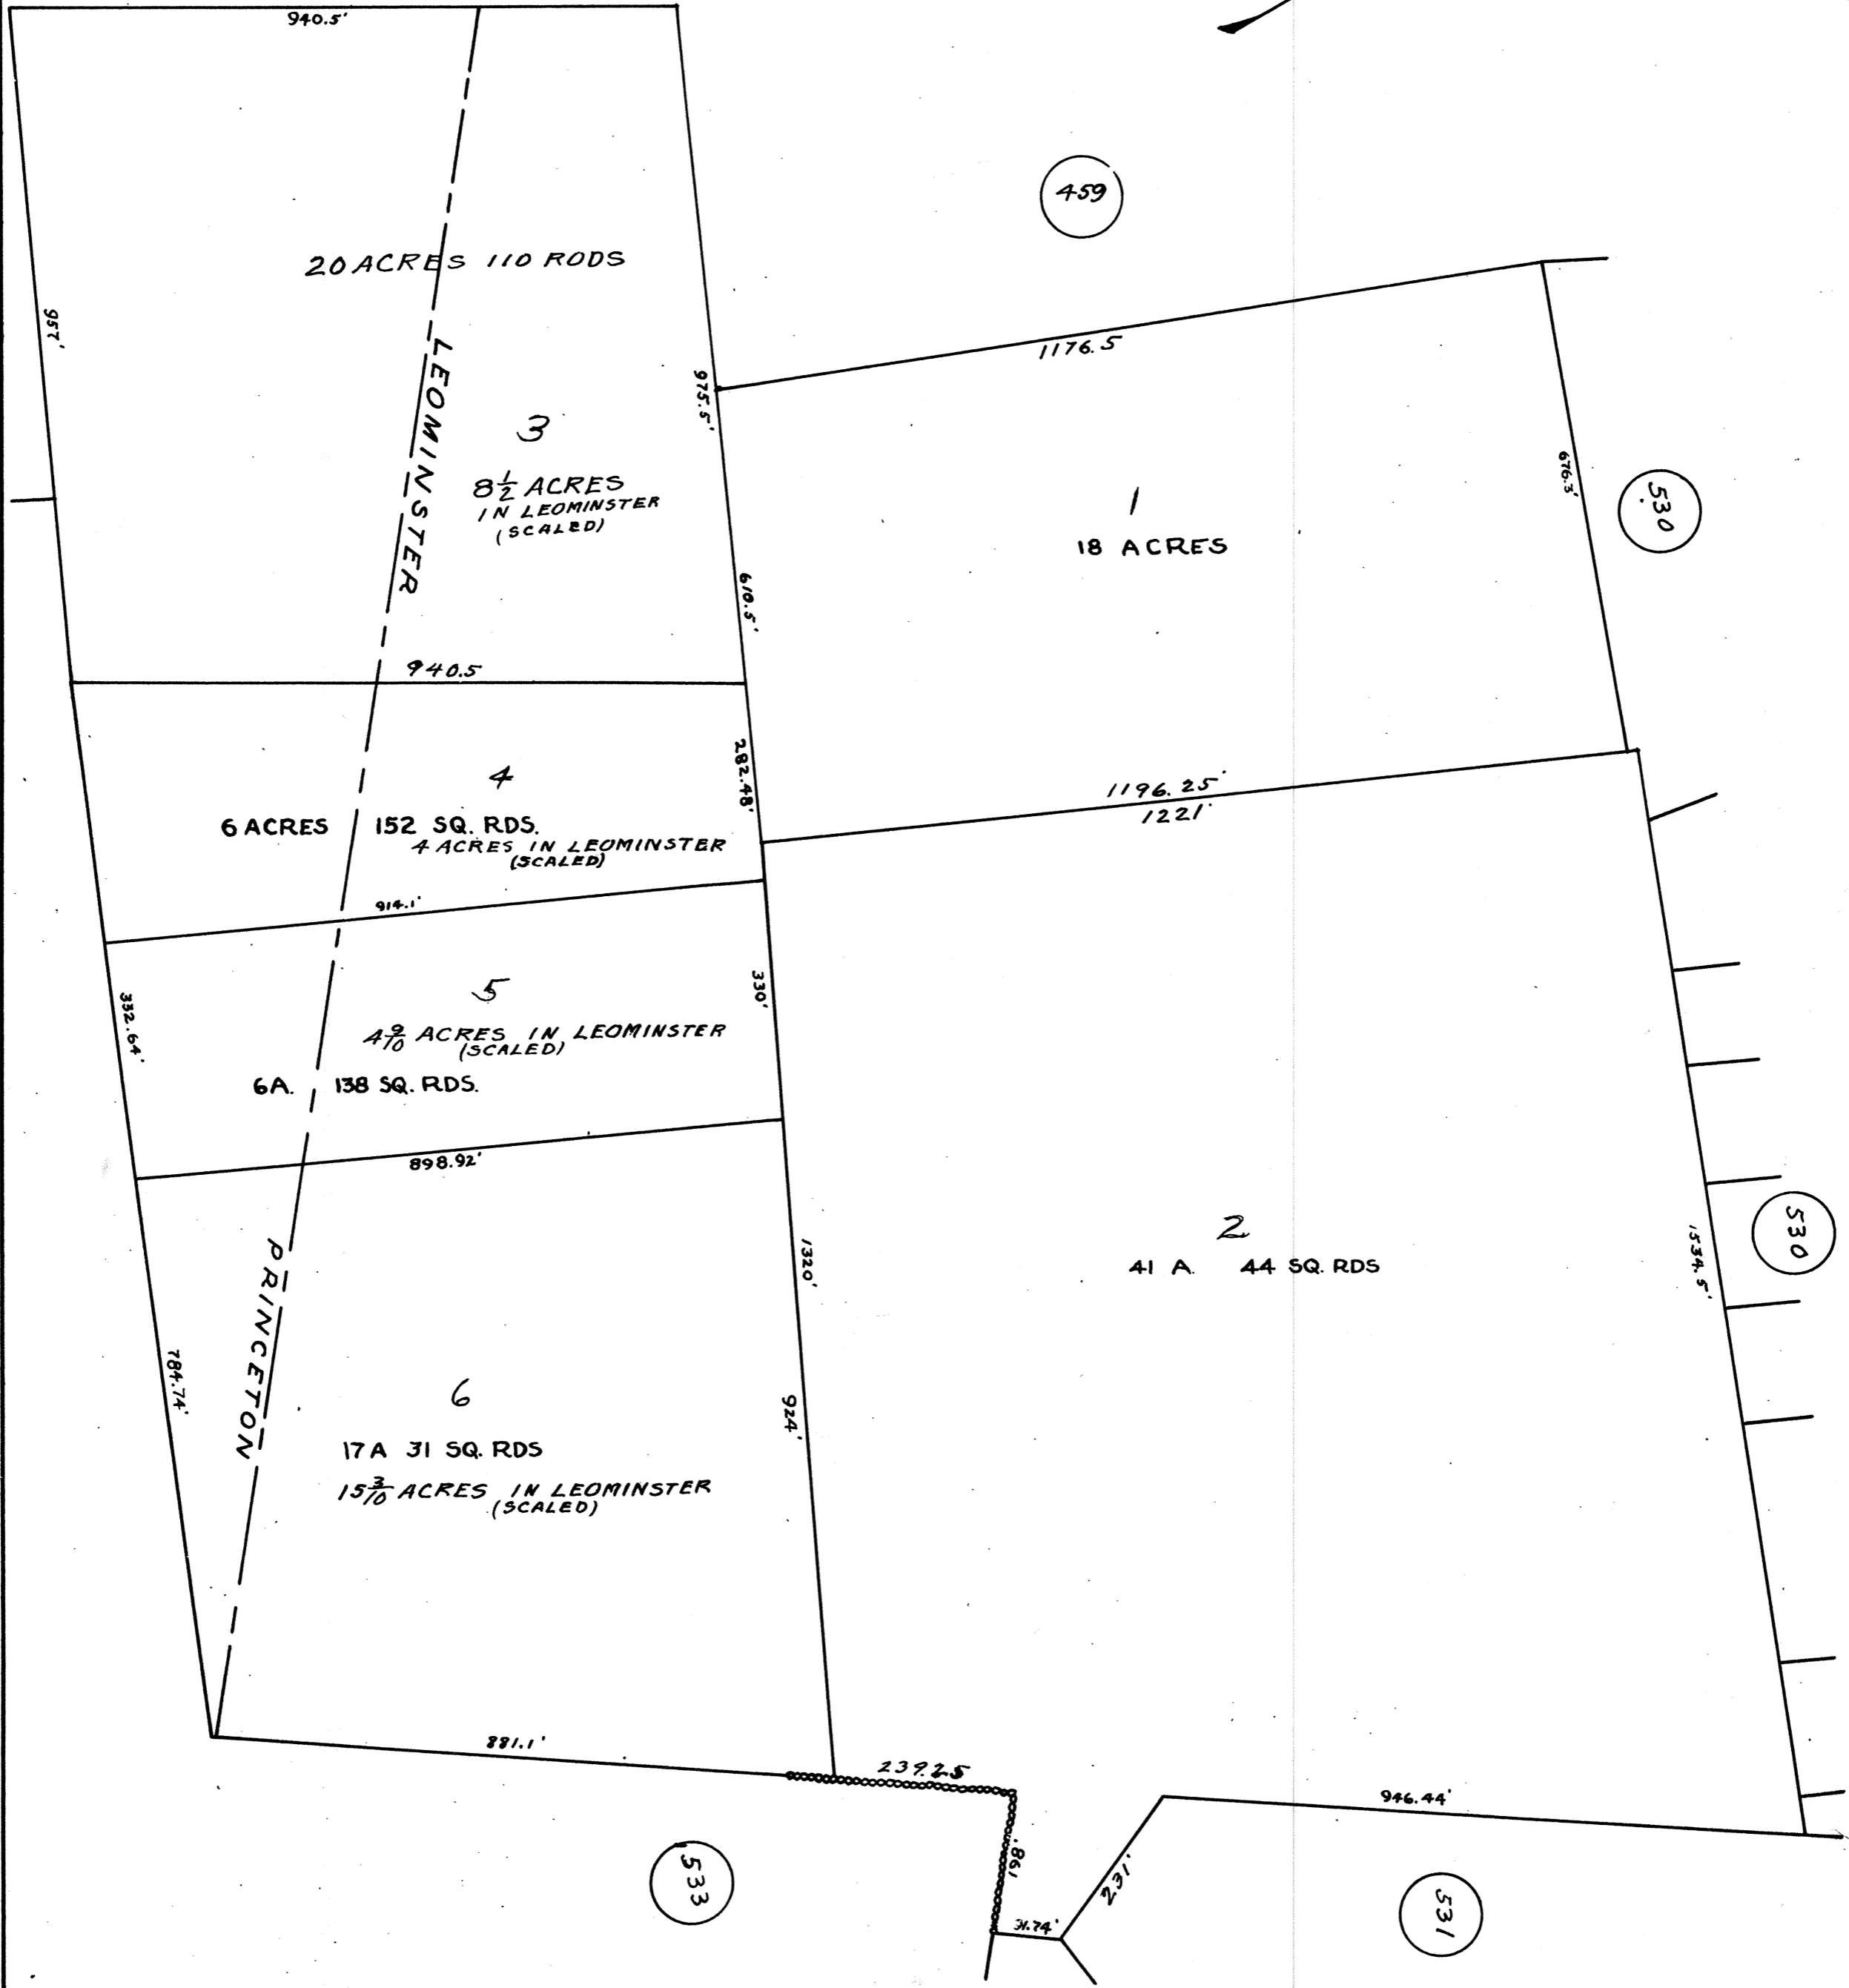 940.5'
459
20 ACRES 110 RODS
957'
LEOMINSTER
1176.5
975.5'
3
8 1/2 ACRES
IN LEOMINSTER
(SCALED)
676.3'
530
1
18 ACRES
610.5'
940.5
282.48'
4
6 ACRES 152 SQ. RDS.
4 ACRES IN LEOMINSTER
(SCALED)
1196.25'
1221'
914.1'
5
332.64'
330'
4 9/10 ACRES IN LEOMINSTER
(SCALED)
6A. 138 SQ. RDS.
898.92'
PRINCETON
1320'
2
41 A. 44 SQ. RDS
1534.5'
530
784.74'
6
924'
17A 31 SQ. RDS
15 3/10 ACRES IN LEOMINSTER
(SCALED)
881.1'
239.25
946.44'
198'
231'
533
531